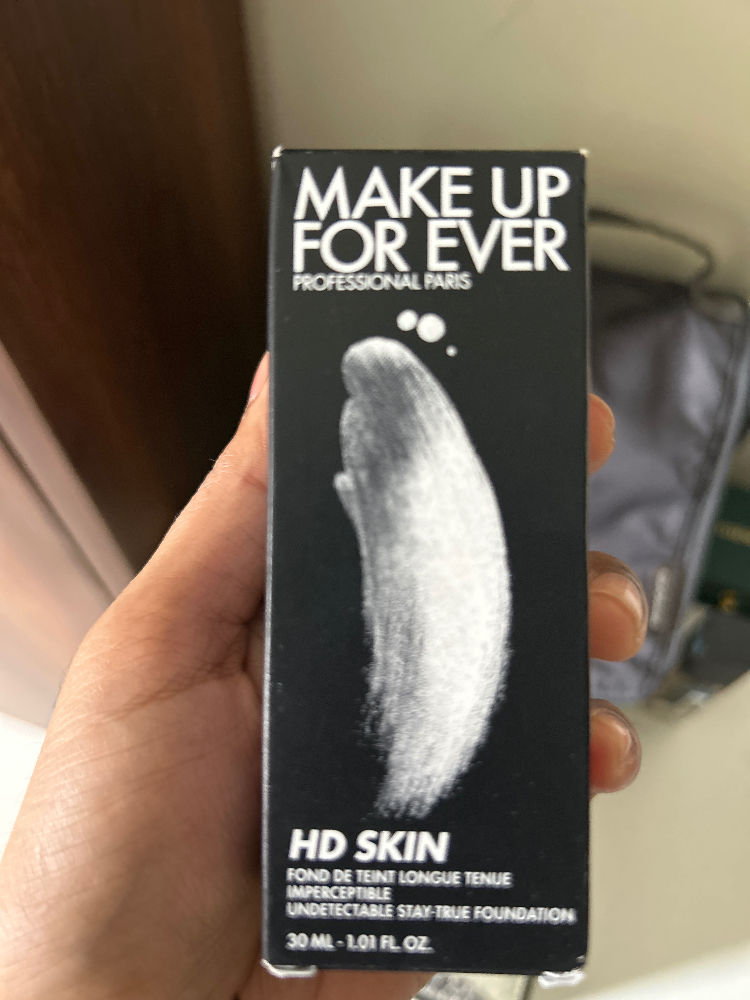 MAKE UP
FOR EVER
PROFESSIONAL PARIS
HD SKIN
FOND DE TEINT LONGUE TENUE
IMPERCEPTIBLE
UNDETECTABLE STAY-TRUE FOUNDATION
30 ML - 1.01 FL. OZ.